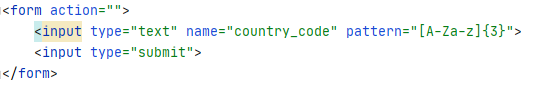 <form action="">
<input type="text" name="country_code" pattern="[A-Za-z]{3}">
<input type="submit">
</form>